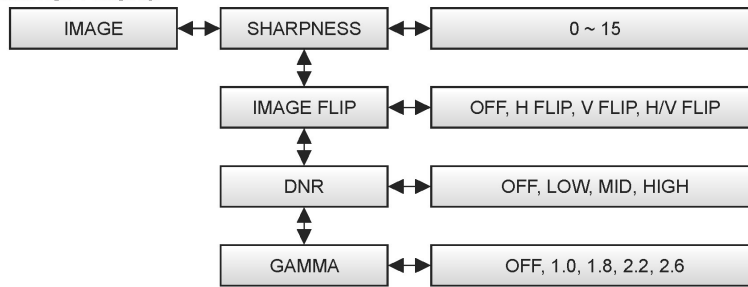 IMAGE
SHARPNESS
0 ~ 15
IMAGE FLIP
OFF, H FLIP, V FLIP, H/V FLIP
DNR
OFF, LOW, MID, HIGH
GAMMA
OFF, 1.0, 1.8, 2.2, 2.6